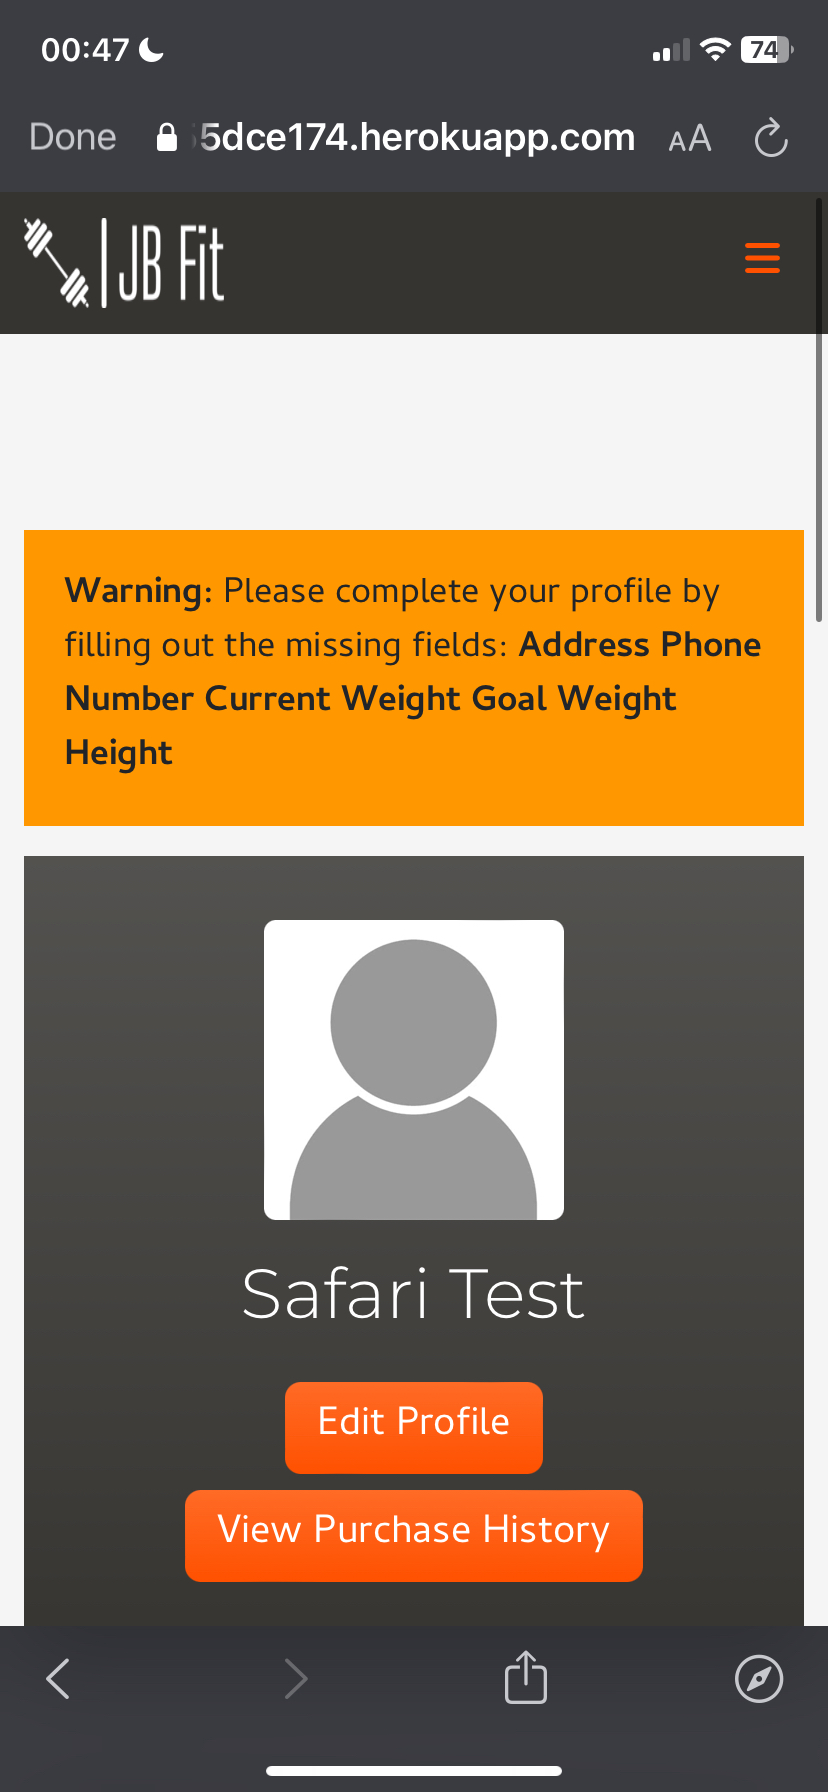 00:47
74
Done
5dce174.herokuapp.com
AA
JB Fit
Warning: Please complete your profile by
filling out the missing fields: Address Phone
Number Current Weight Goal Weight
Height
Safari Test
Edit Profile
View Purchase History